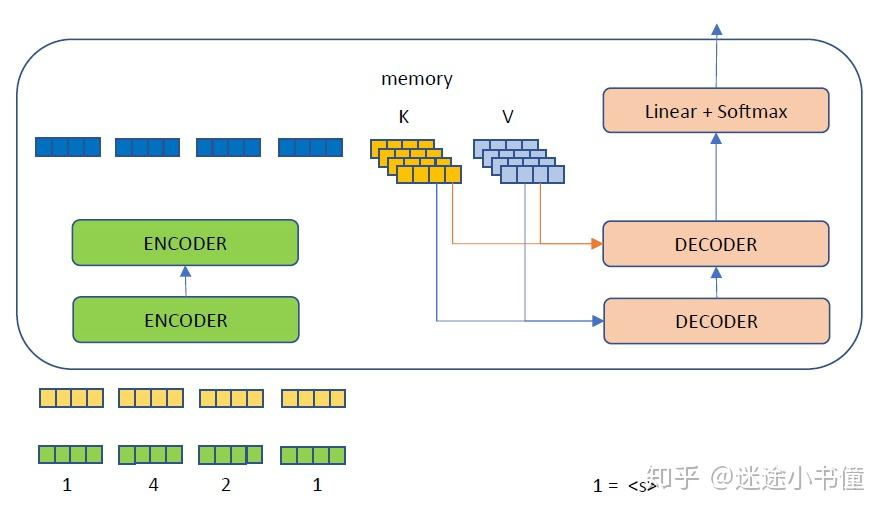 memory
K
V
Linear + Softmax
ENCODER
DECODER
ENCODER
DECODER
1
4
2
1
1 = <s>
知乎 @迷途小书僮